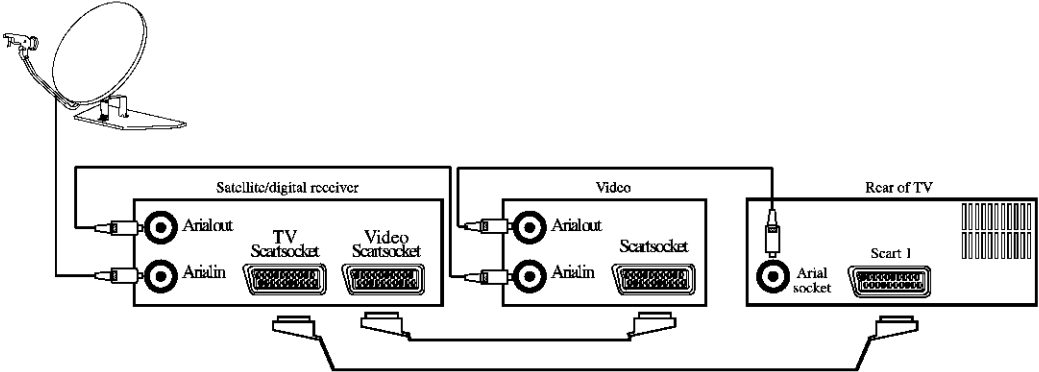 Satellite/digital receiver
Video
Rear of TV
Arialout
TV
Scartsocket
Video
Scartsocket
Arialin
Arialout
Scartsocket
Arialin
Scart 1
Arial
socket